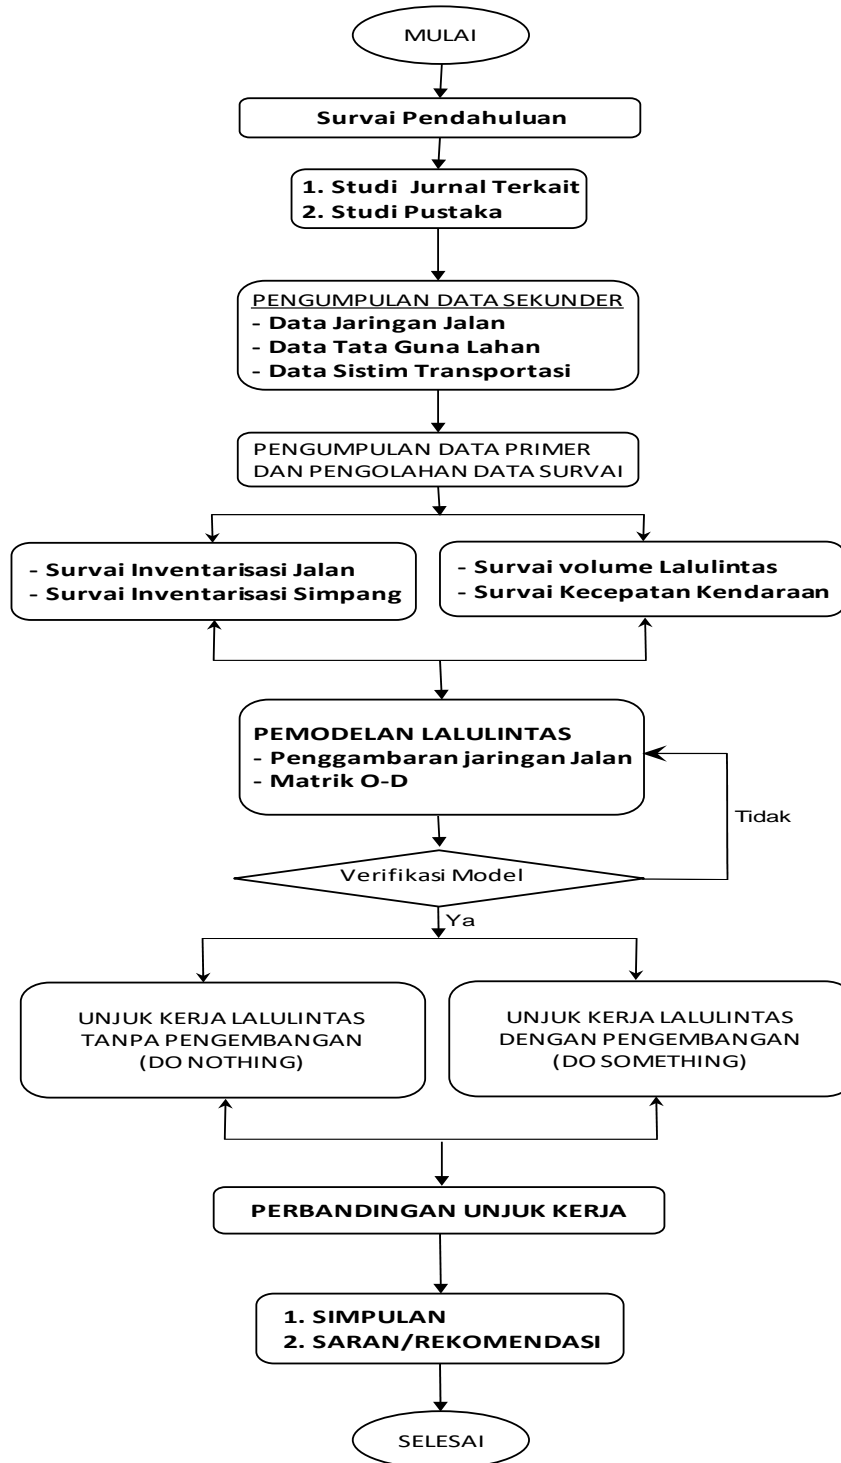 MULAI
Survai Pendahuluan
1. Studi Jurnal Terkait
2. Studi Pustaka
PENGUMPULAN DATA SEKUNDER
- Data Jaringan Jalan
- Data Tata Guna Lahan
- Data Sistim Transportasi
PENGUMPULAN DATA PRIMER
DAN PENGOLAHAN DATA SURVAI
- Survai Inventarisasi Jalan
- Survai Inventarisasi Simpang
- Survai volume Lalulintas
- Survai Kecepatan Kendaraan
PEMODELAN LALULINTAS
- Penggambaran jaringan Jalan
- Matrik O-D
Tidak
Verifikasi Model
Ya
UNJUK KERJA LALULINTAS
TANPA PENGEMBANGAN
(DO NOTHING)
UNJUK KERJA LALULINTAS
DENGAN PENGEMBANGAN
(DO SOMETHING)
PERBANDINGAN UNJUK KERJA
1. SIMPULAN
2. SARAN/REKOMENDASI
SELESAI